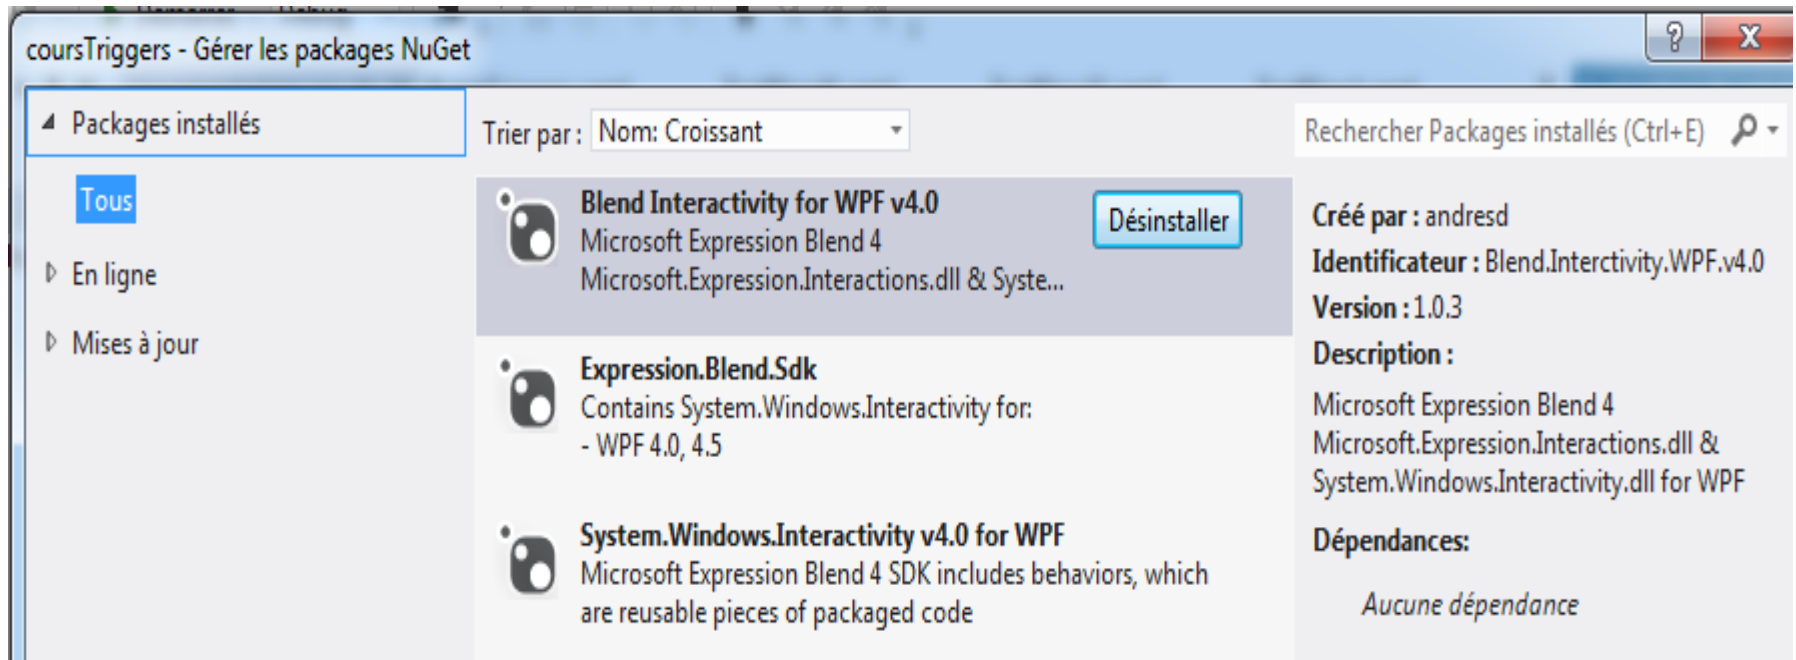 coursTriggers - Gérer les packages NuGet
Packages installés
Tous
En ligne
Mises à jour
Trier par : Nom: Croissant
Blend Interactivity for WPF v4.0
Microsoft Expression Blend 4
Microsoft.Expression.Interactions.dll & Syste...
Désinstaller
Expression.Blend.Sdk
Contains System.Windows.Interactivity for:
- WPF 4.0, 4.5
System.Windows.Interactivity v4.0 for WPF
Microsoft Expression Blend 4 SDK includes behaviors, which
are reusable pieces of packaged code
Rechercher Packages installés (Ctrl+E)
Créé par : andresd
Identificateur : Blend.Interctivity.WPF.v4.0
Version : 1.0.3
Description :
Microsoft Expression Blend 4
Microsoft.Expression.Interactions.dll &
System.Windows.Interactivity.dll for WPF
Dépendances:
Aucune dépendance